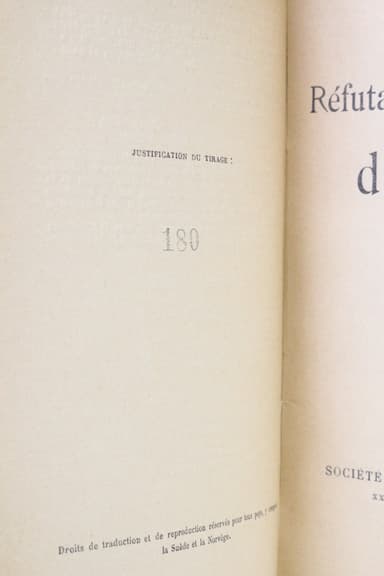 JUSTIFICATION DU TIRAGE :
180
Droits de traduction et de reproduction réservés pour tous pays, y compris
la Suède et la Norvège.
Réfuta
d
SOCIÉTÉ
xx